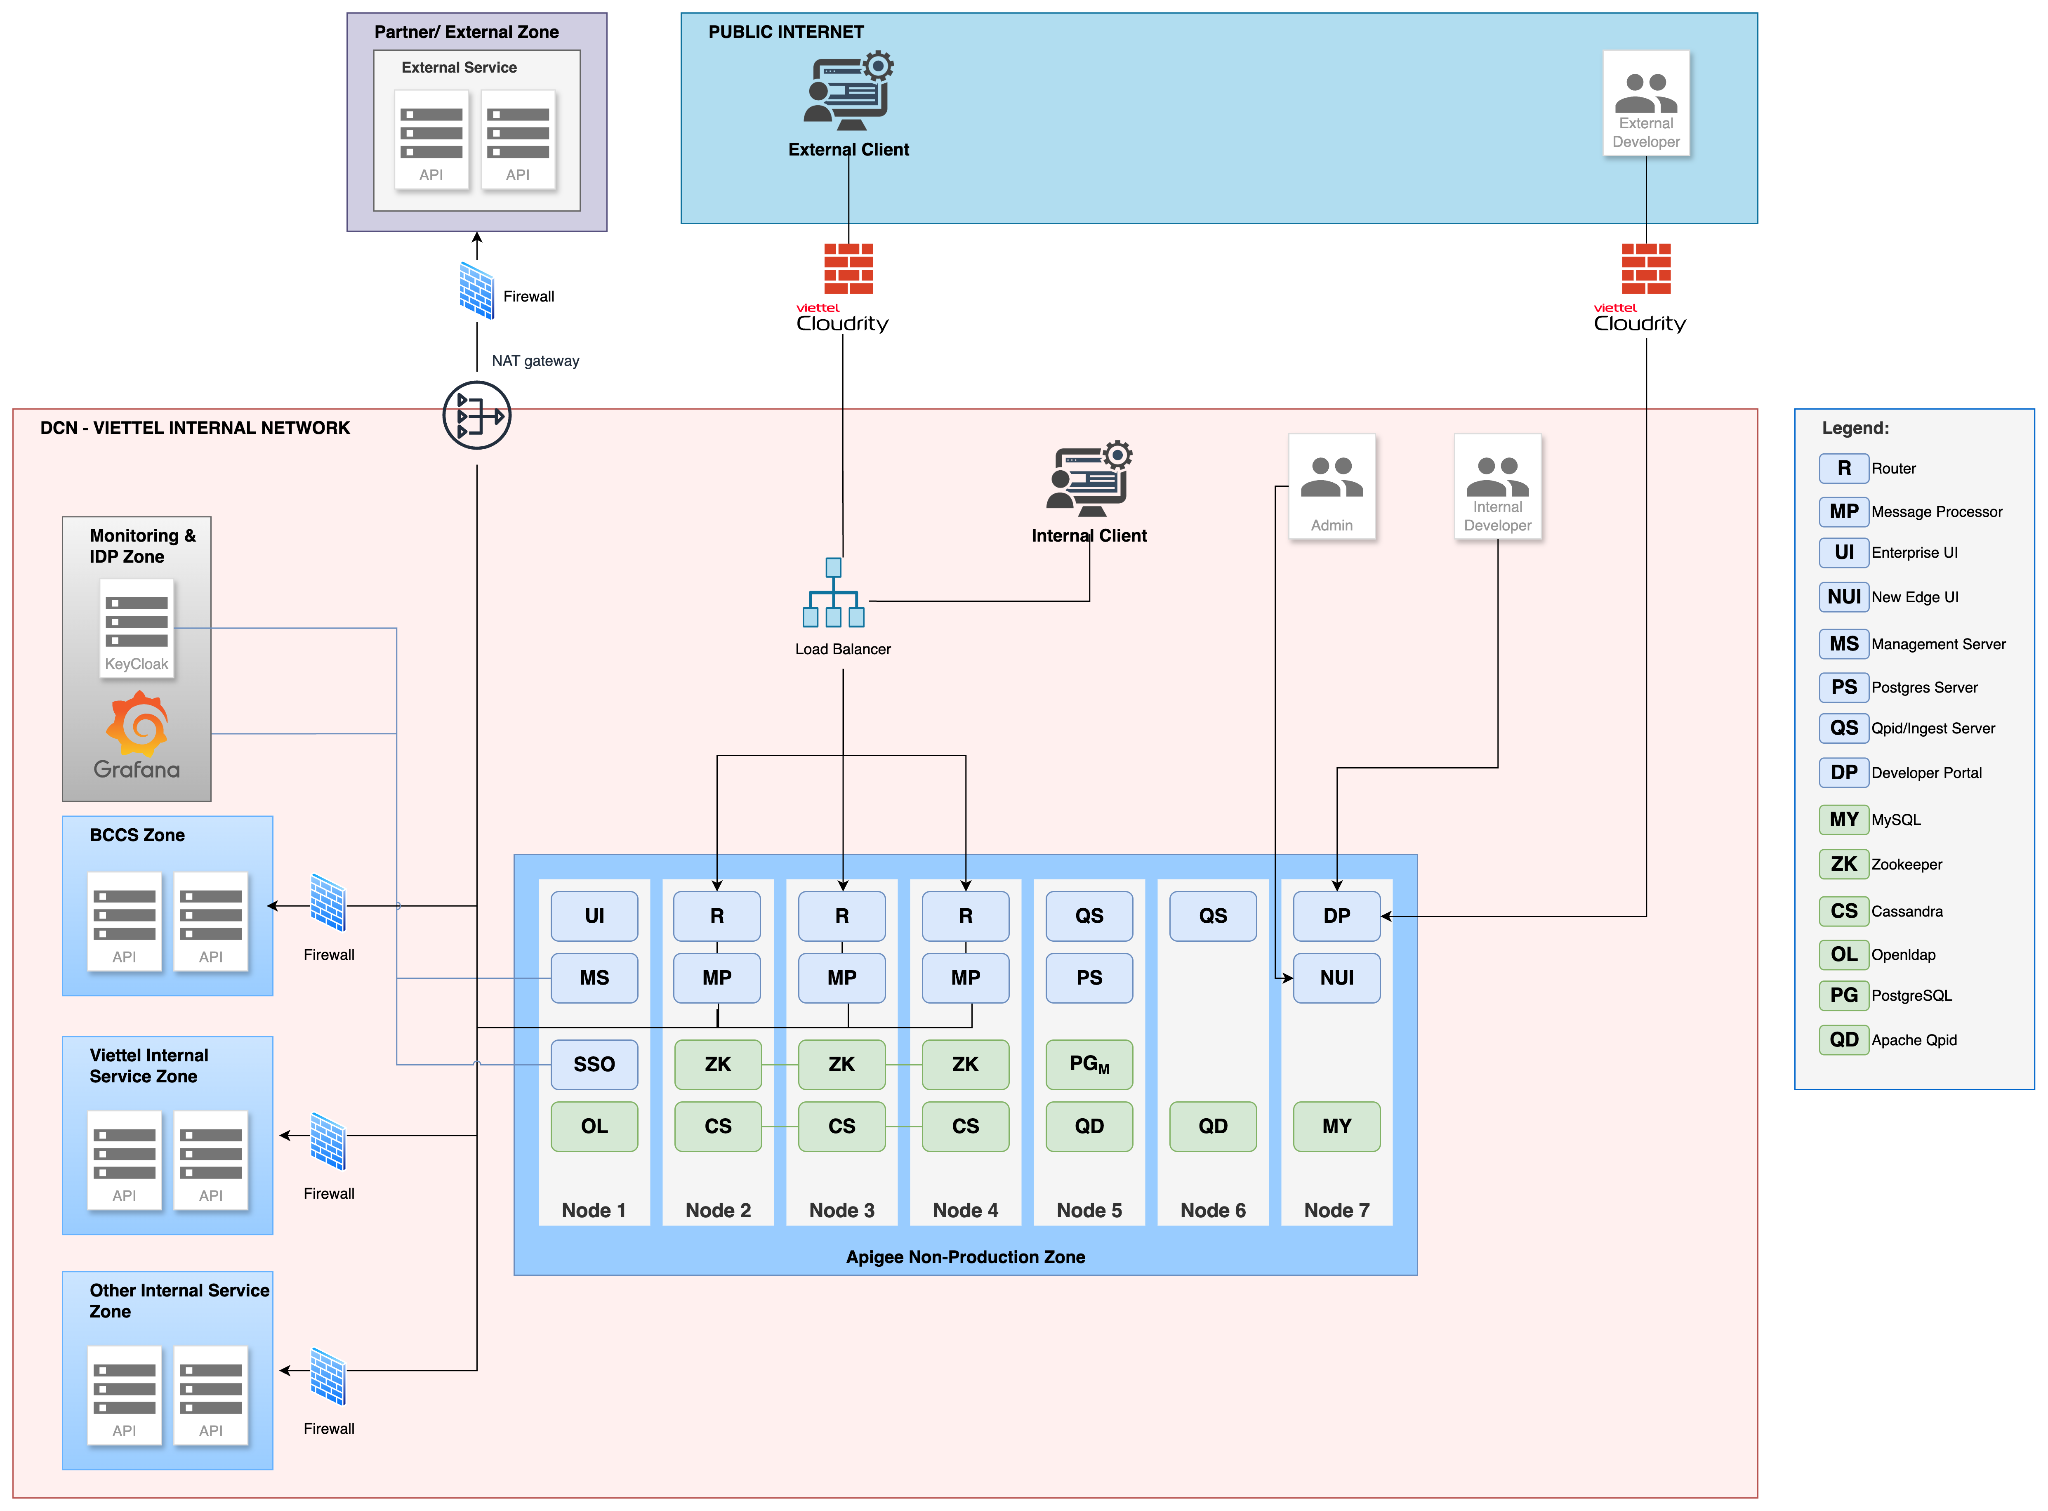 Partner/ External Zone
External Service
API
API
PUBLIC INTERNET
External Client
External
Developer
Firewall
viettel
Cloudrity
viettel
Cloudrity
NAT gateway
DCN - VIETTEL INTERNAL NETWORK
Internal Client
Admin
Internal
Developer
Load Balancer
Monitoring &
IDP Zone
KeyCloak
Grafana
BCCS Zone
API
API
Firewall
Viettel Internal
Service Zone
API
API
Firewall
Other Internal Service
Zone
API
API
Firewall
UI
MS
SSO
OL
Node 1
R
MP
ZK
CS
Node 2
R
MP
ZK
CS
Node 3
R
MP
ZK
CS
Node 4
QS
PS
PGM
QD
Node 5
QS
QD
Node 6
DP
NUI
MY
Node 7
Apigee Non-Production Zone
Legend:
R Router
MP Message Processor
UI Enterprise UI
NUI New Edge UI
MS Management Server
PS Postgres Server
QS Qpid/Ingest Server
DP Developer Portal
MY MySQL
ZK Zookeeper
CS Cassandra
OL Openldap
PG PostgreSQL
QD Apache Qpid